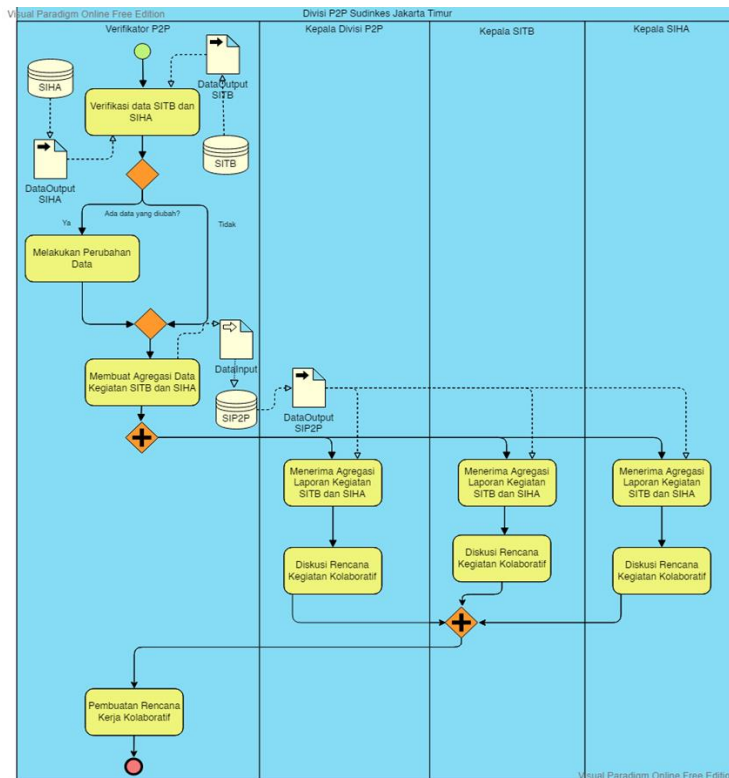 Visual Paradigm Online Free Edition
Divisi P2P Sudinkes Jakarta Timur
Verifikator P2P
Kepala Divisi P2P
Kepala SITB
Kepala SIHA
SIHA
DataOutput
SITB
Verifikasi data SITB dan
SIHA
SITB
DataOutput
SIHA
Ada data yang diubah?
Ya
Tidak
Melakukan Perubahan
Data
Membuat Agregasi Data
Kegiatan SITB dan SIHA
DataInput
SIP2P
DataOutput
SIP2P
Menerima Agregasi
Laporan Kegiatan
SITB dan SIHA
Menerima Agregasi
Laporan Kegiatan
SITB dan SIHA
Menerima Agregasi
Laporan Kegiatan
SITB dan SIHA
Diskusi Rencana
Kegiatan Kolaboratif
Diskusi Rencana
Kegiatan Kolaboratif
Diskusi Rencana
Kegiatan Kolaboratif
Pembuatan Rencana
Kerja Kolaboratif
Visual Paradigm Online Free Edition